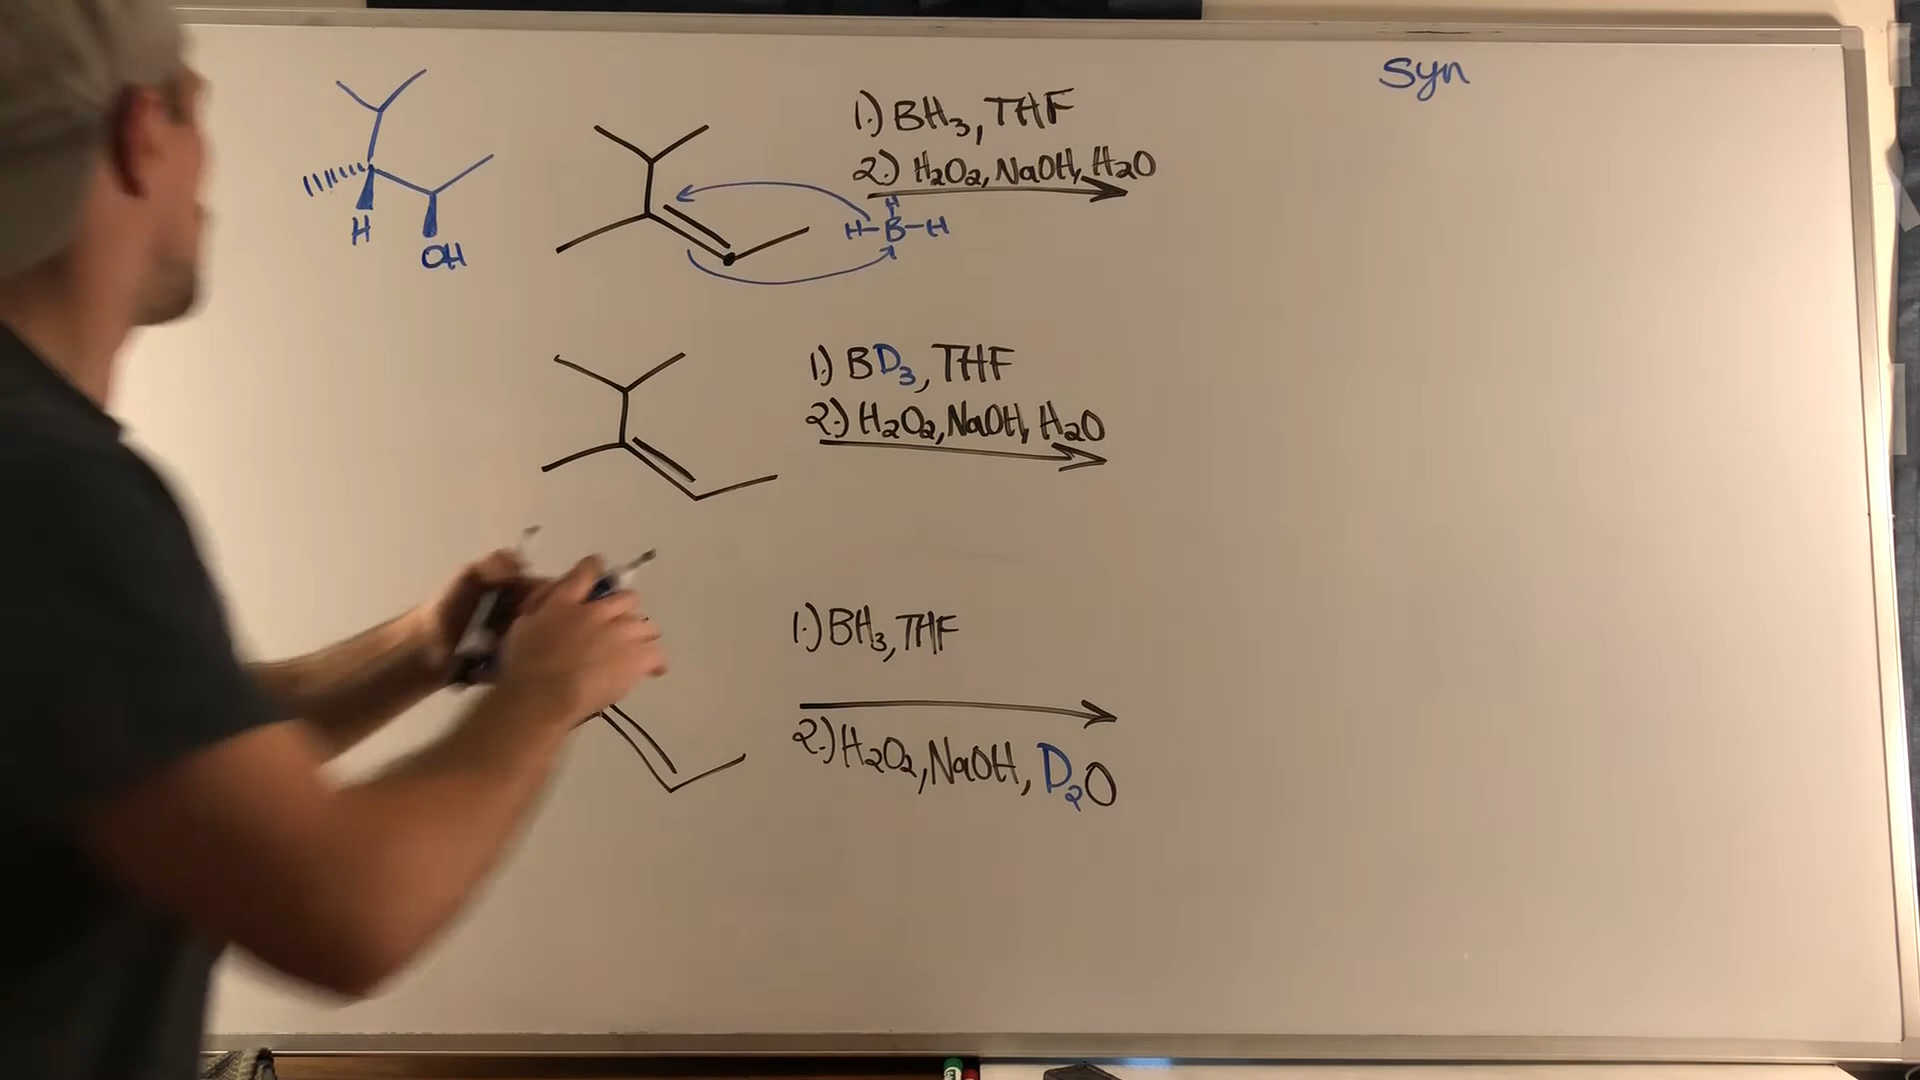 Syn
H
OH
1.) BH₃, THF
2.) H₂O₂, NaOH, H₂O
H
H-B-H
1.) BD₃, THF
2.) H₂O₂, NaOH, H₂O
1.) BH₃, THF
2.) H₂O₂, NaOH, D₂O